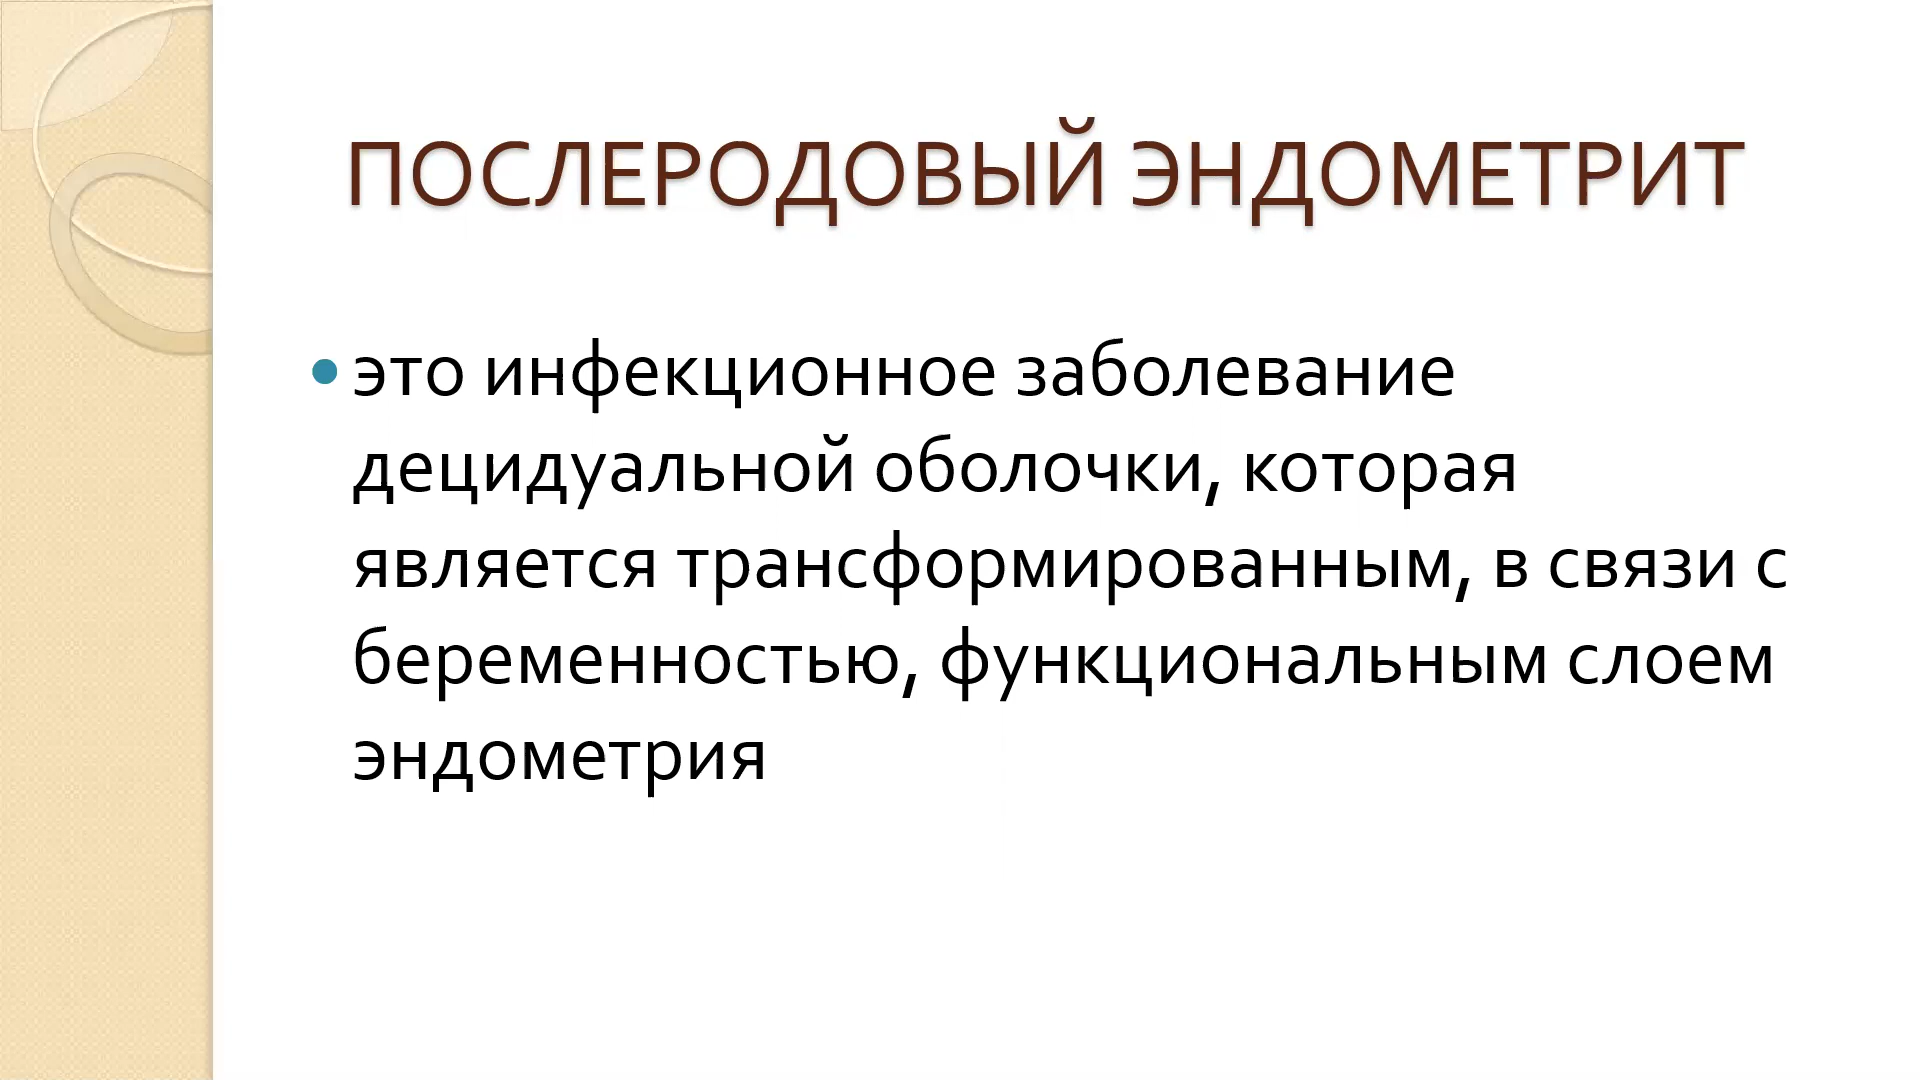 ПОСЛЕРОДОВЫЙ ЭНДОМЕТРИТ
• это инфекционное заболевание
децидуальной оболочки, которая
является трансформированным, в связи с
беременностью, функциональным слоем
эндометрия